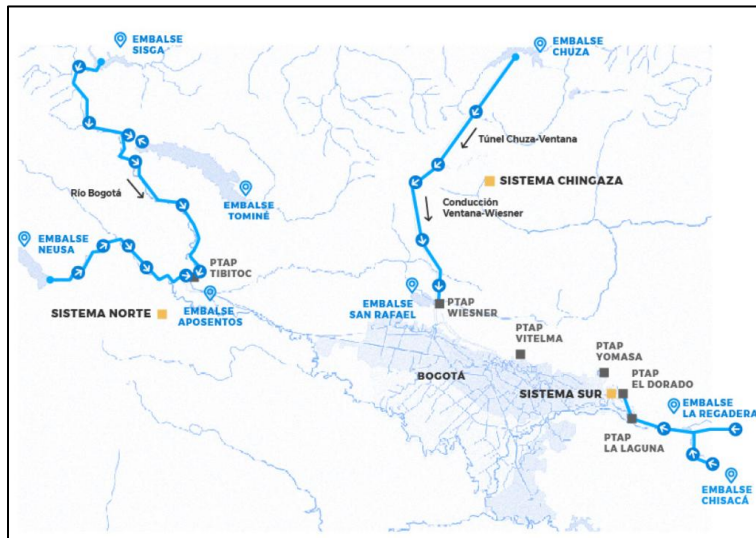 EMBALSE
SISGA
EMBALSE
CHUZA
Túnel Chuza-Ventana
SISTEMA CHINGAZA
Río Bogotá
EMBALSE
TOMINÉ
Conducción
Ventana-Wiesner
EMBALSE
NEUSA
PTAP
TIBITOC
EMBALSE
APOSENTOS
SISTEMA NORTE
EMBALSE
SAN RAFAEL
PTAP
WIESNER
PTAP
VITELMA
PTAP
YOMASA
BOGOTÁ
PTAP
EL DORADO
SISTEMA SUR
EMBALSE
LA REGADERA
PTAP
LA LAGUNA
EMBALSE
CHISACÁ